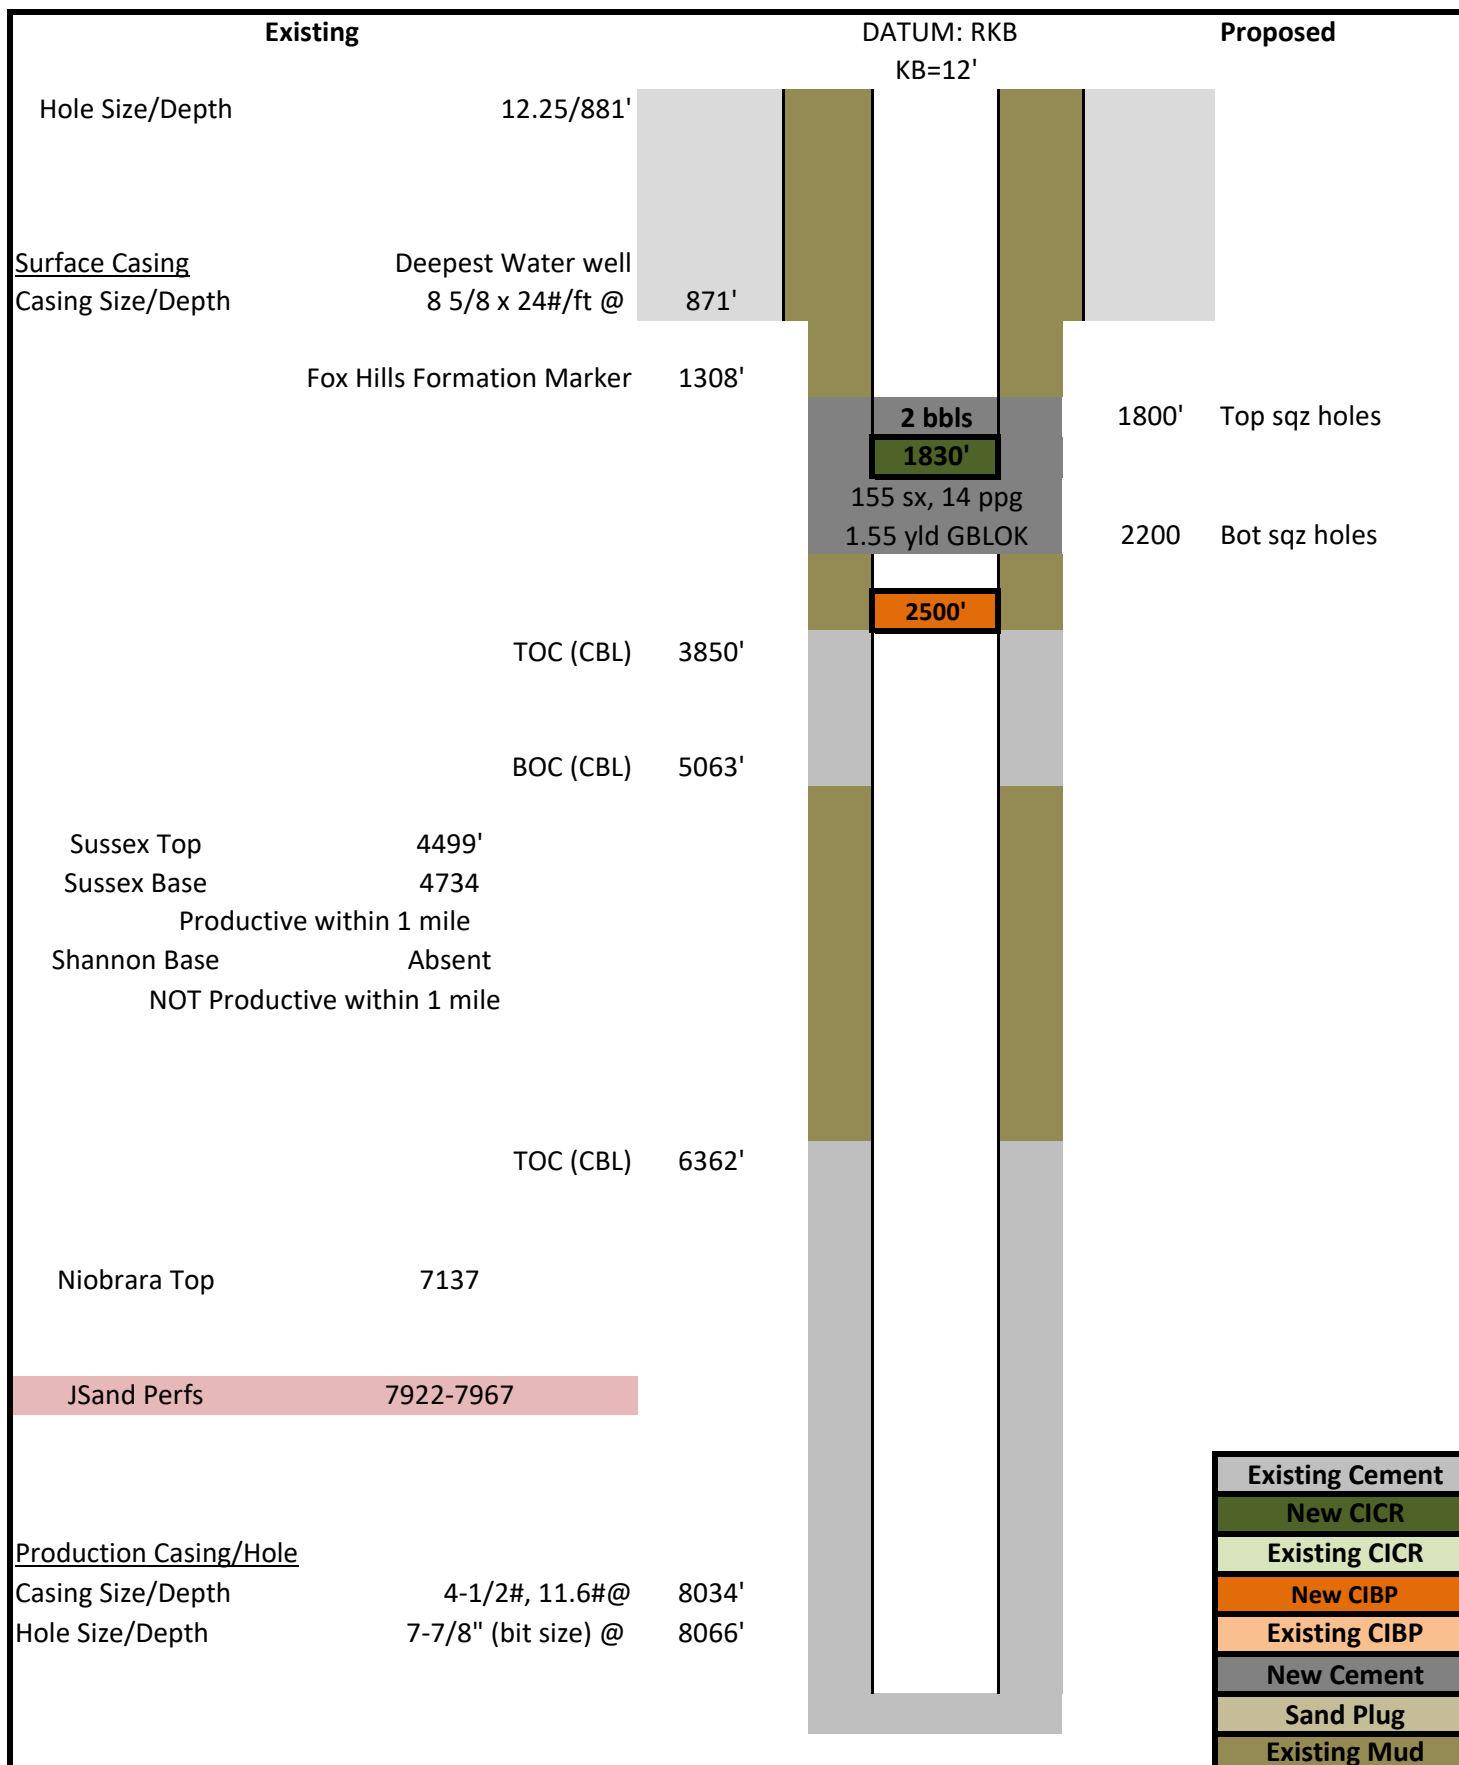 Existing DATUM: RKB Proposed
KB=12'
Hole Size/Depth 12.25/881'
Surface Casing Deepest Water well
Casing Size/Depth 8 5/8 x 24#/ft @ 871'
Fox Hills Formation Marker 1308'
2 bbls 1800' Top sqz holes
1830'
155 sx, 14 ppg
1.55 yld GBLOK 2200 Bot sqz holes
2500'
TOC (CBL) 3850'
BOC (CBL) 5063'
Sussex Top 4499'
Sussex Base 4734
Productive within 1 mile
Shannon Base Absent
NOT Productive within 1 mile
TOC (CBL) 6362'
Niobrara Top 7137
JSand Perfs 7922-7967
Existing Cement
New CICR
Production Casing/Hole Existing CICR
Casing Size/Depth 4-1/2#, 11.6#@ 8034' New CIBP
Hole Size/Depth 7-7/8" (bit size) @ 8066' Existing CIBP
New Cement
Sand Plug
Existing Mud